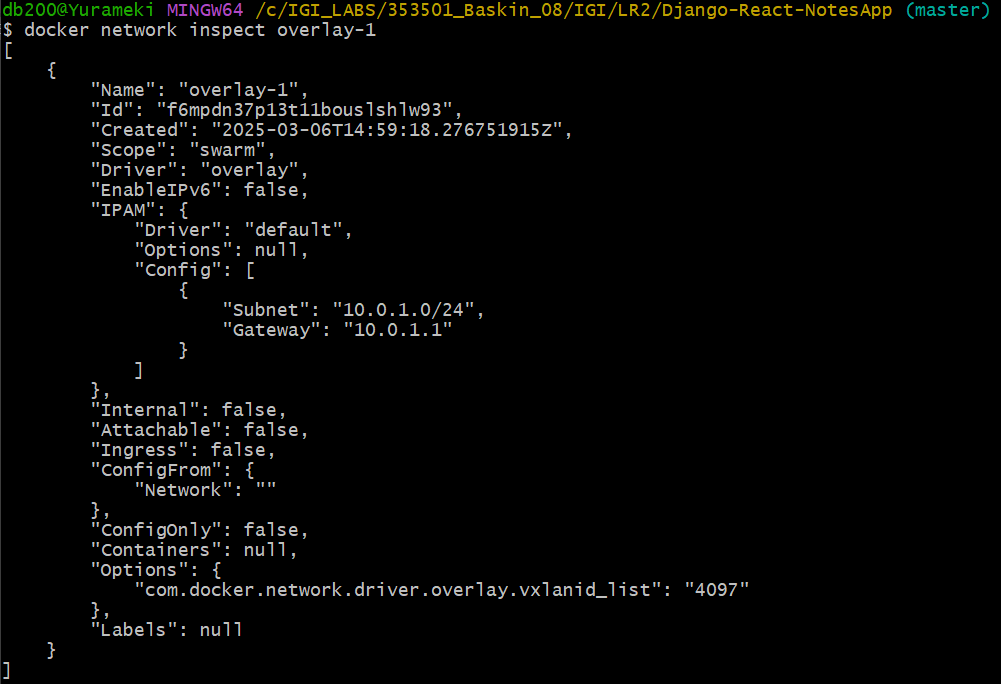 db200@Yurameki MINGW64 /c/IGI_LABS/353501_Baskin_08/IGI/LR2/Django-React-NotesApp (master)
$ docker network inspect overlay-1
[
    {
        "Name": "overlay-1",
        "Id": "f6mpdn37p13t11bouslshlw93",
        "Created": "2025-03-06T14:59:18.276751915Z",
        "Scope": "swarm",
        "Driver": "overlay",
        "EnableIPv6": false,
        "IPAM": {
            "Driver": "default",
            "Options": null,
            "Config": [
                {
                    "Subnet": "10.0.1.0/24",
                    "Gateway": "10.0.1.1"
                }
            ]
        },
        "Internal": false,
        "Attachable": false,
        "Ingress": false,
        "ConfigFrom": {
            "Network": ""
        },
        "ConfigOnly": false,
        "Containers": null,
        "Options": {
            "com.docker.network.driver.overlay.vxlanid_list": "4097"
        },
        "Labels": null
    }
]